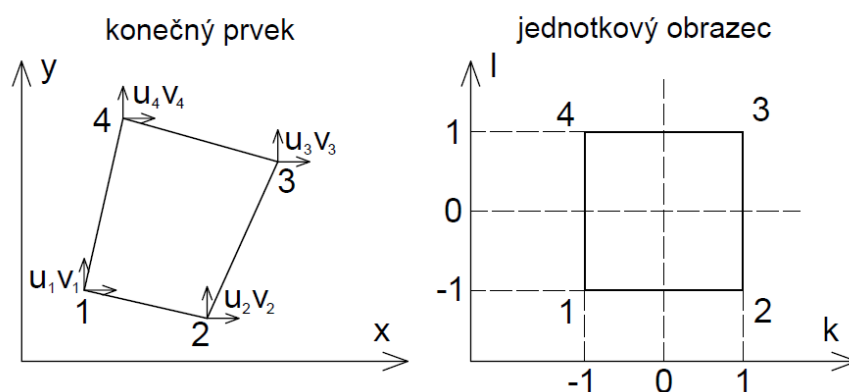 konečný prvek
y
u₄v₄
4
u₃v₃
3
u₁v₁
1
u₂v₂
2
x
jednotkový obrazec
l
4
3
1
0
-1
1
2
k
-1
0
1